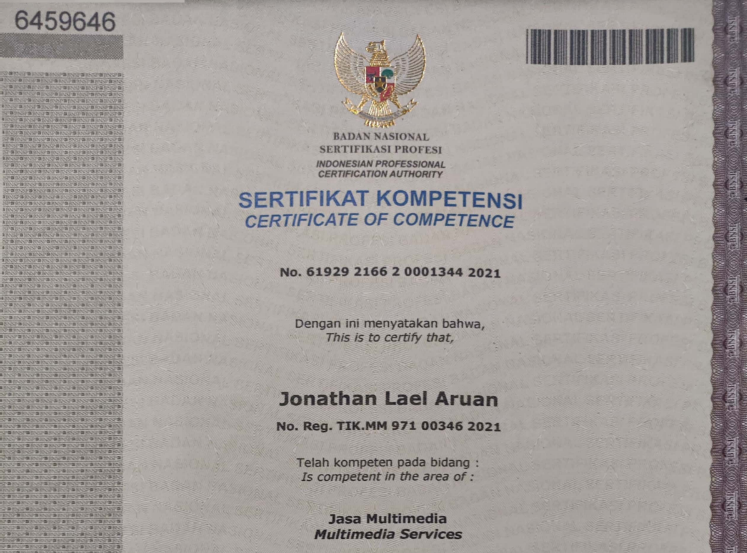 6459646
BADAN NASIONAL
SERTIFIKASI PROFESI
INDONESIAN PROFESSIONAL
CERTIFICATION AUTHORITY
SERTIFIKAT KOMPETENSI
CERTIFICATE OF COMPETENCE
No. 61929 2166 2 0001344 2021
Dengan ini menyatakan bahwa,
This is to certify that,
Jonathan Lael Aruan
No. Reg. TIK.MM 971 00346 2021
Telah kompeten pada bidang :
Is competent in the area of :
Jasa Multimedia
Multimedia Services